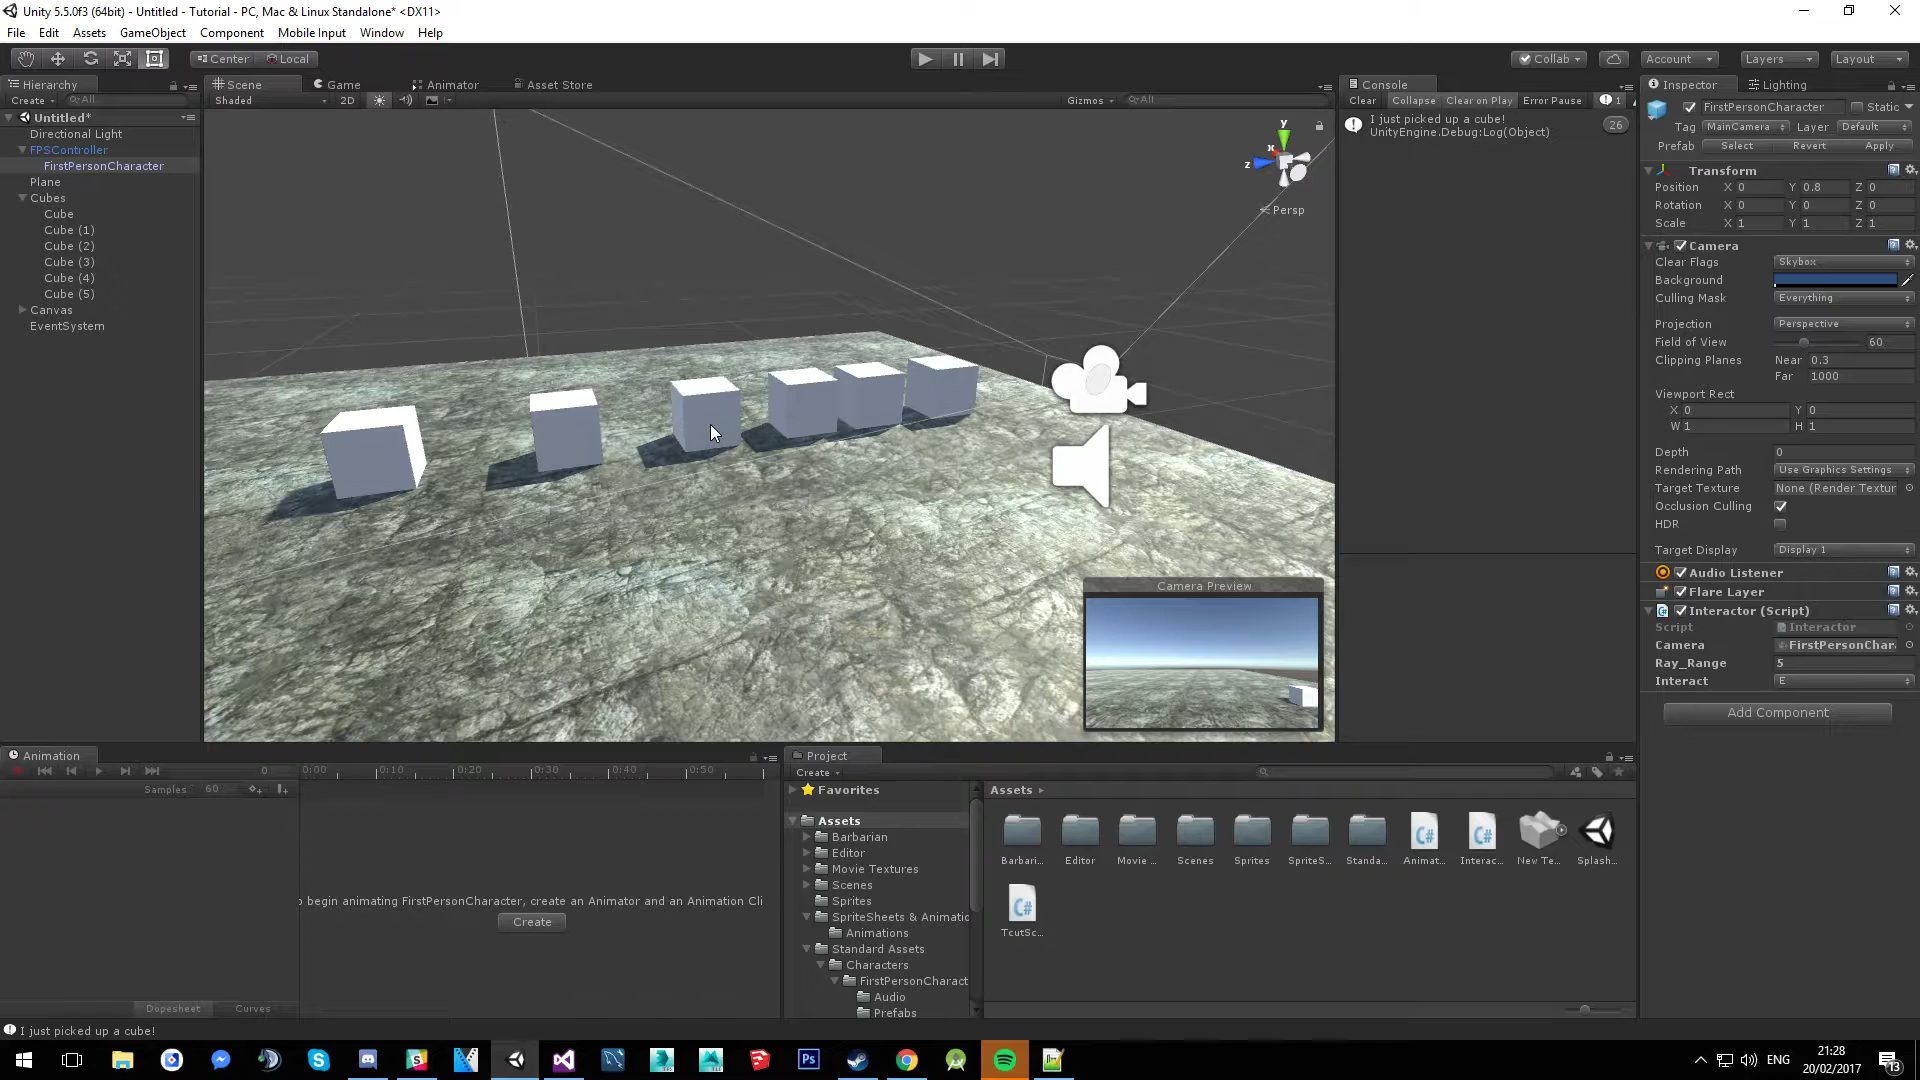 Unity 5.5.0f3 (64bit) - Untitled - Tutorial - PC, Mac & Linux Standalone* <DX11>
File Edit Assets GameObject Component Mobile Input Window Help
Center Local Collab Account Layers Layout
Hierarchy
Create All
Untitled*
Directional Light
FPSController
FirstPersonCharacter
Plane
Cubes
Cube
Cube (1)
Cube (2)
Cube (3)
Cube (4)
Cube (5)
Canvas
EventSystem
Scene Game Animator Asset Store
Shaded 2D Gizmos All
y
x
z
Persp
Camera Preview
Console
Clear Collapse Clear on Play Error Pause 1
I just picked up a cube!
UnityEngine.Debug:Log(Object)
26
Inspector Lighting
FirstPersonCharacter Static
Tag MainCamera Layer Default
Prefab Select Revert Apply
Transform
Position X 0 Y 0.8 Z 0
Rotation X 0 Y 0 Z 0
Scale X 1 Y 1 Z 1
Camera
Clear Flags Skybox
Background
Culling Mask Everything
Projection Perspective
Field of View 60
Clipping Planes Near 0.3
Far 1000
Viewport Rect
X 0 Y 0
W 1 H 1
Depth 0
Rendering Path Use Graphics Settings
Target Texture None (Render Textur
Occlusion Culling
HDR
Target Display Display 1
Audio Listener
Flare Layer
Interactor (Script)
Script Interactor
Camera FirstPersonChar
Ray_Range 5
Interact E
Add Component
Animation
0 0:00 0:10 0:20 0:30 0:40 0:50
Samples 60
begin animating FirstPersonCharacter, create an Animator and an Animation Cli
Create
Dopesheet Curves
Project
Create
Favorites
Assets
Barbarian
Editor
Movie Textures
Scenes
Sprites
SpriteSheets & Animatic
Animations
Standard Assets
Characters
FirstPersonCharact
Audio
Prefabs
Assets
Barbari... Editor Movie ... Scenes Sprites SpriteS... Standa... Animat... Interac... New Te... Splash...
TcutSc...
I just picked up a cube!
ENG
21:28
20/02/2017
13